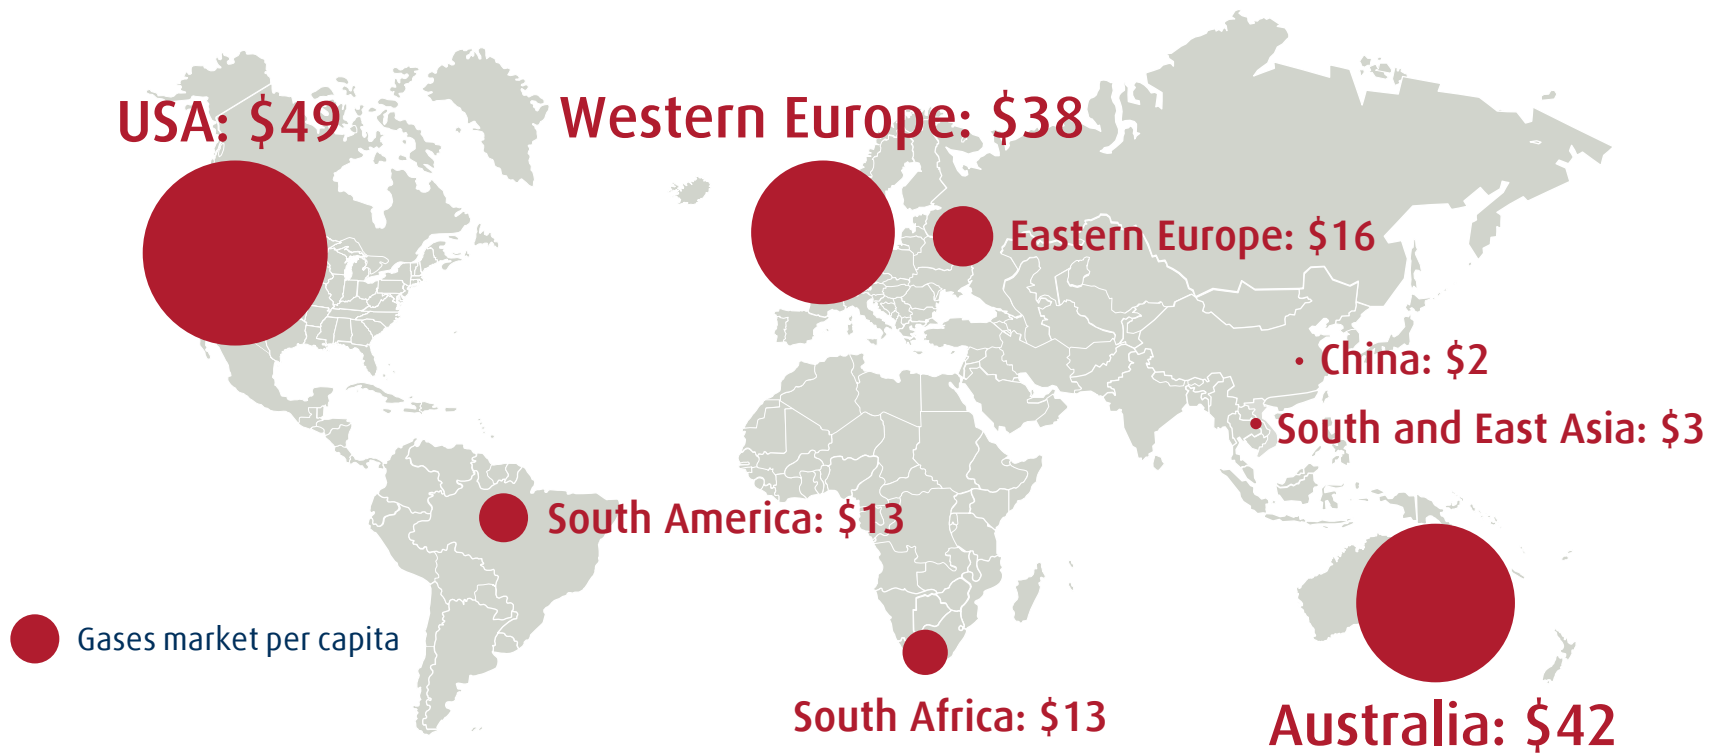 USA: $49
Western Europe: $38
Eastern Europe: $16
China: $2
South and East Asia: $3
South America: $13
Gases market per capita
South Africa: $13
Australia: $42